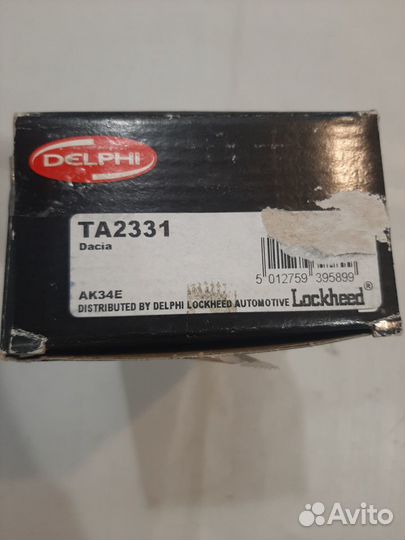 DELPHI
TA2331
Dacia
5 012759 395899
AK34E
DISTRIBUTED BY DELPHI LOCKHEED AUTOMOTIVE Lockheed®
Avito